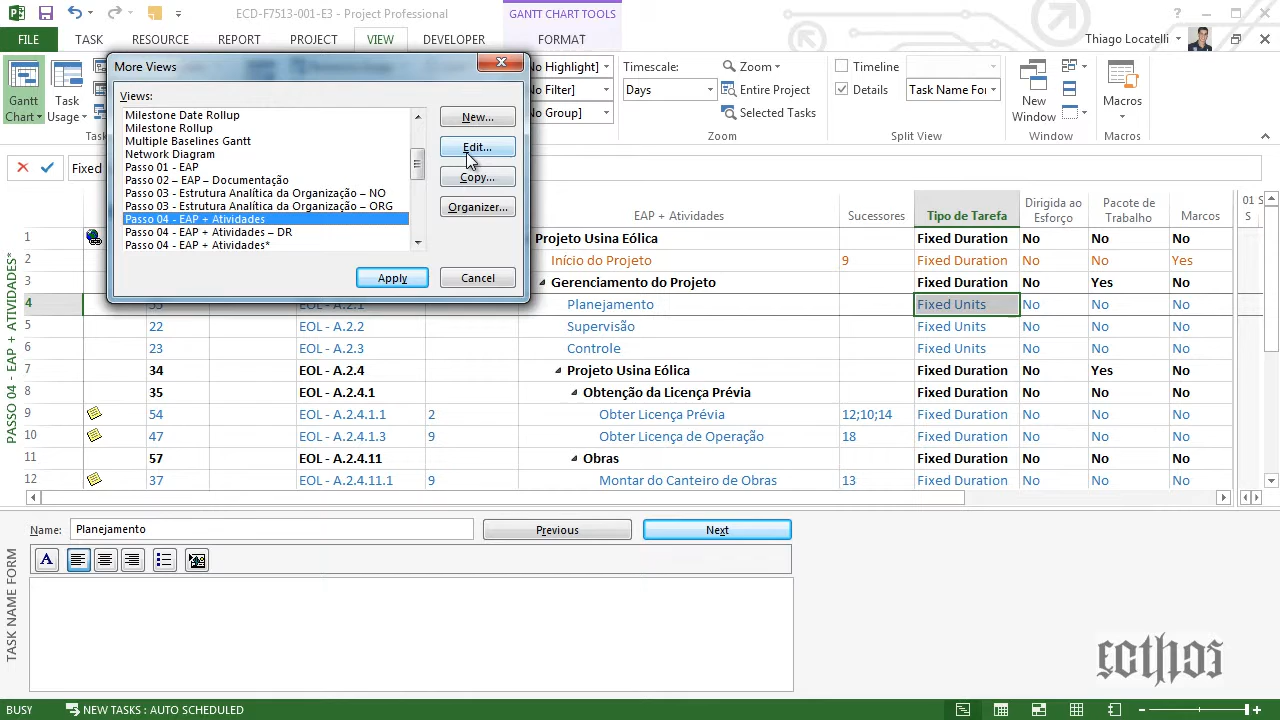 ECD-F7513-001-E3 - Project Professional
GANTT CHART TOOLS
FILE TASK RESOURCE REPORT PROJECT VIEW DEVELOPER FORMAT
Thiago Locatelli
Gantt Chart
Task Usage
More Views
Views:
Milestone Date Rollup
Milestone Rollup
Multiple Baselines Gantt
Network Diagram
Passo 01 - EAP
Passo 02 – EAP – Documentação
Passo 03 - Estrutura Analítica da Organização – NO
Passo 03 - Estrutura Analítica da Organização - ORG
Passo 04 - EAP + Atividades
Passo 04 - EAP + Atividades – DR
Passo 04 - EAP + Atividades*
New...
Edit...
Copy...
Organizer...
Apply
Cancel
[No Highlight]
[No Filter]
[No Group]
Timescale:
Days
Zoom
Entire Project
Selected Tasks
Zoom
Timeline
Details
Task Name For
Split View
New Window
Window
Macros
Macros
Fixed
EAP + Atividades Sucessores Tipo de Tarefa Dirigida ao Esforço Pacote de Trabalho Marcos
01 S
S
1 Projeto Usina Eólica Fixed Duration No No No
2 Início do Projeto 9 Fixed Duration No No Yes
3 Gerenciamento do Projeto Fixed Duration No Yes No
4 Planejamento Fixed Units No No No
5 22 EOL - A.2.2 Supervisão Fixed Units No No No
6 23 EOL - A.2.3 Controle Fixed Units No No No
7 34 EOL - A.2.4 Projeto Usina Eólica Fixed Duration No Yes No
8 35 EOL - A.2.4.1 Obtenção da Licença Prévia Fixed Duration No No No
9 54 EOL - A.2.4.1.1 2 Obter Licença Prévia 12;10;14 Fixed Duration No No No
10 47 EOL - A.2.4.1.3 9 Obter Licença de Operação 18 Fixed Duration No No No
11 57 EOL - A.2.4.11 Obras Fixed Duration No No No
12 37 EOL - A.2.4.11.1 9 Montar do Canteiro de Obras 13 Fixed Duration No No No
PASSO 04 - EAP + ATIVIDADES*
Name: Planejamento
Previous
Next
TASK NAME FORM
ecthos
BUSY NEW TASKS : AUTO SCHEDULED